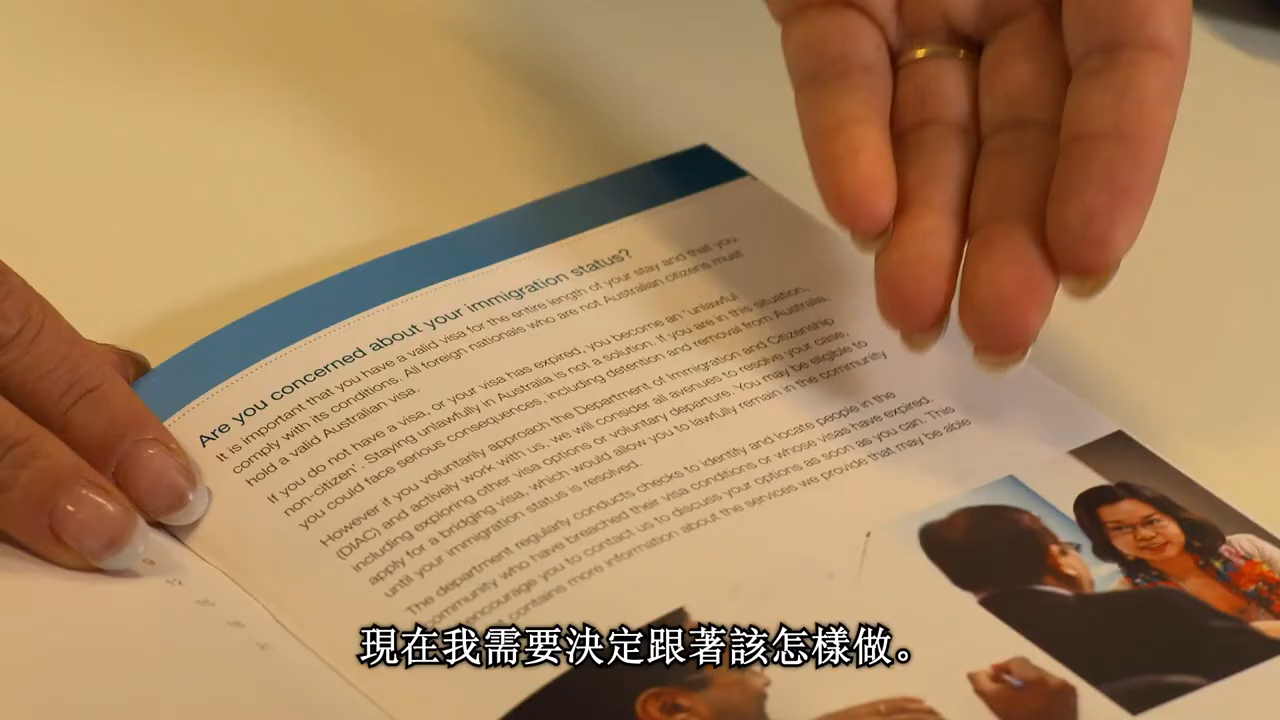 Are you concerned about your immigration status?
It is important that you have a valid visa for the entire length of your stay and that you
comply with its conditions. All foreign nationals who are not Australian citizens must
hold a valid Australian visa.
If you do not have a visa, or your visa has expired, you become an 'unlawful
non-citizen'. Staying unlawfully in Australia is not a solution. If you are in this situation,
you could face serious consequences, including detention and removal from Australia.
However if you voluntarily approach the Department of Immigration and Citizenship
(DIAC) and actively work with us, we will consider all avenues to resolve your case,
including exploring other visa options or voluntary departure. You may be eligible to
apply for a bridging visa, which would allow you to lawfully remain in the community
until your immigration status is resolved.
The department regularly conducts checks to identify and locate people in the
community who have breached their visa conditions or whose visas have expired.
encourage you to contact us to discuss your options as soon as you can. This
contains more information about the services we provide that may be able
9
12
現在我需要決定跟著該怎樣做。